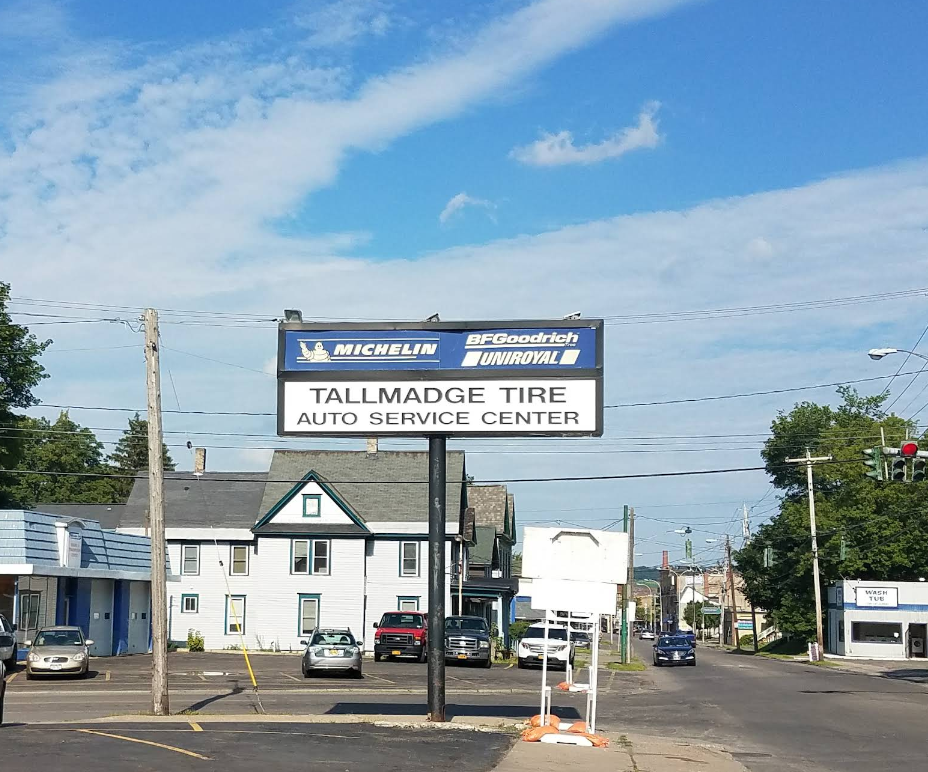 MICHELIN
BFGoodrich
UNIROYAL
TALLMADGE TIRE
AUTO SERVICE CENTER
WASH
TUB